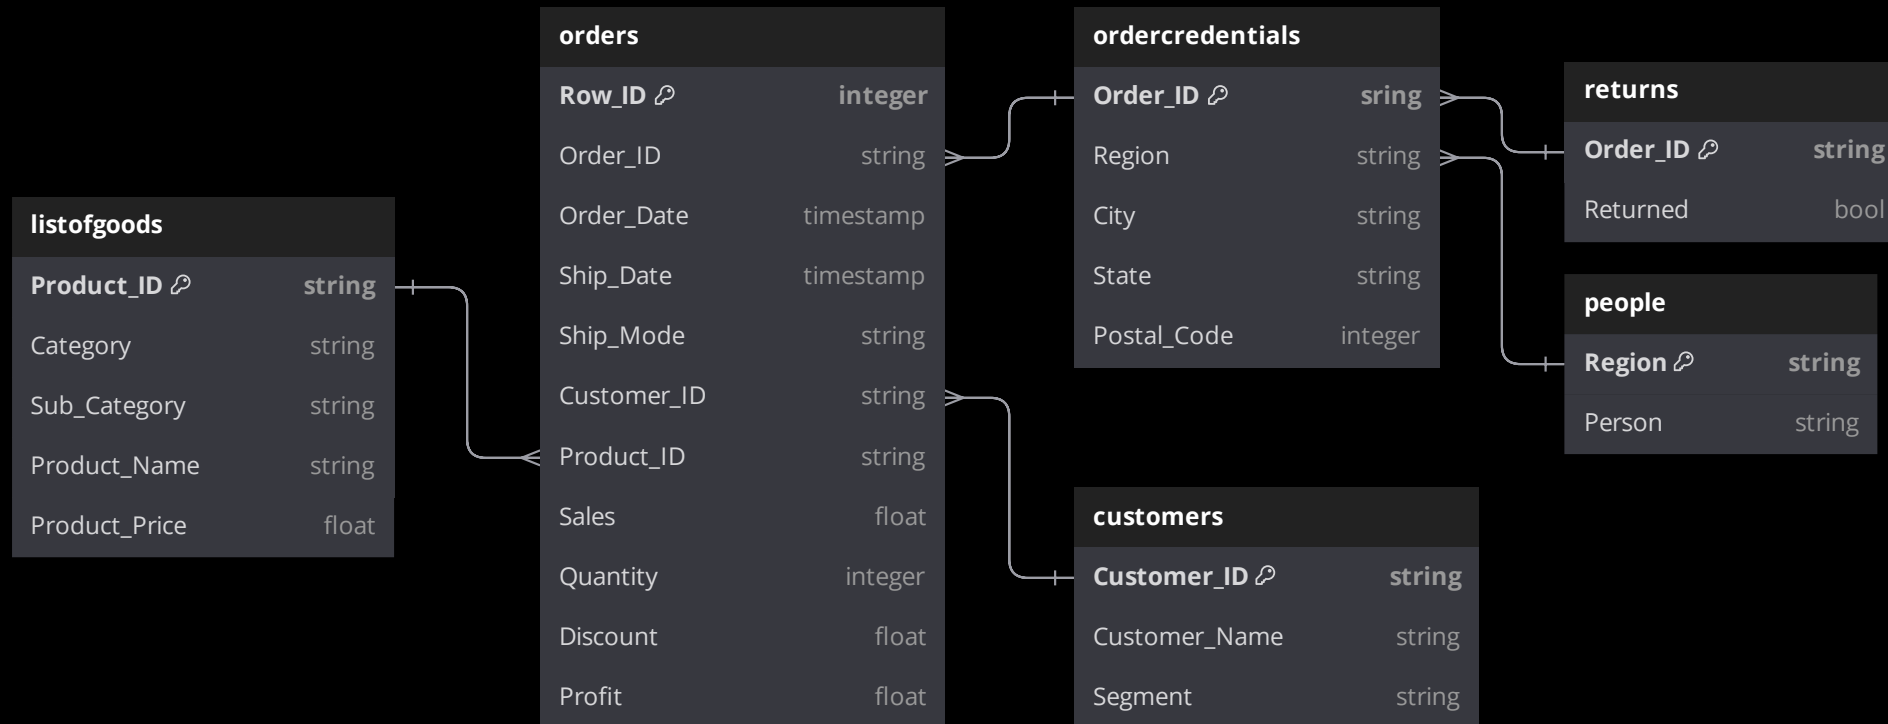 listofgoods
Product_ID string
Category string
Sub_Category string
Product_Name string
Product_Price float
orders
Row_ID integer
Order_ID string
Order_Date timestamp
Ship_Date timestamp
Ship_Mode string
Customer_ID string
Product_ID string
Sales float
Quantity integer
Discount float
Profit float
ordercredentials
Order_ID sring
Region string
City string
State string
Postal_Code integer
customers
Customer_ID string
Customer_Name string
Segment string
returns
Order_ID string
Returned bool
people
Region string
Person string